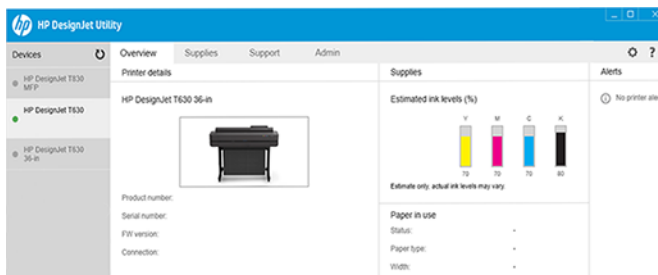 hp HP DesignJet Utility
Devices
HP DesignJet T830
MFP
HP DesignJet T630
HP DesignJet T630
36-in
Overview Supplies Support Admin
?
Printer details
HP DesignJet T630 36-in
Product number:
Serial number:
FW version:
Connection:
Supplies
Estimated ink levels (%)
Y M C K
70 70 70 80
Estimate only, actual ink levels may vary.
Paper in use
Status: -
Paper type: -
Width: -
Alerts
No printer ale